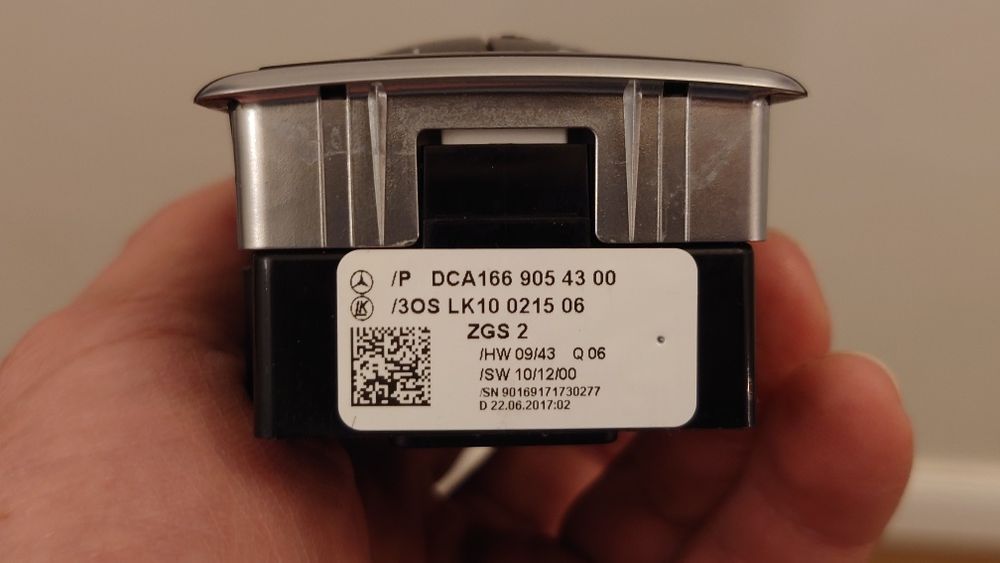 /P DCA166 905 43 00
/3OS LK10 0215 06
LK
ZGS 2
/HW 09/43 Q 06
/SW 10/12/00
/SN 90169171730277
D 22.06.2017:02